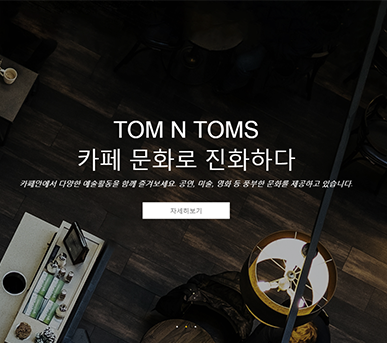 TOM N TOMS
카페 문화로 진화하다
카페안에서 다양한 예술활동을 함께 즐겨보세요. 공연, 미술, 영화 등 풍부한 문화를 제공하고 있습니다.
자세히보기